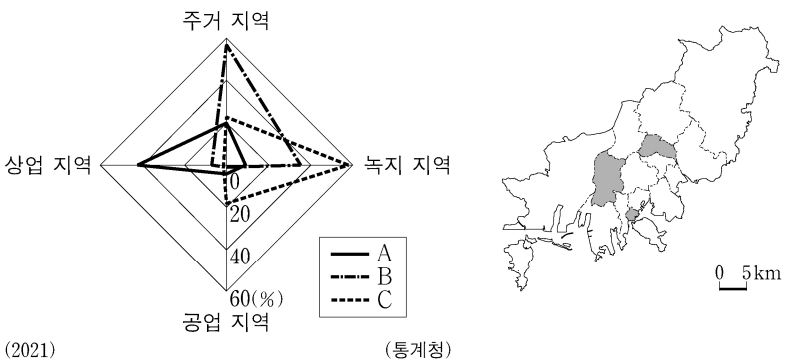 주거 지역
상업 지역
녹지 지역
0
20
40
60(%)
공업 지역
A
B
C
0 5km
(2021)
(통계청)